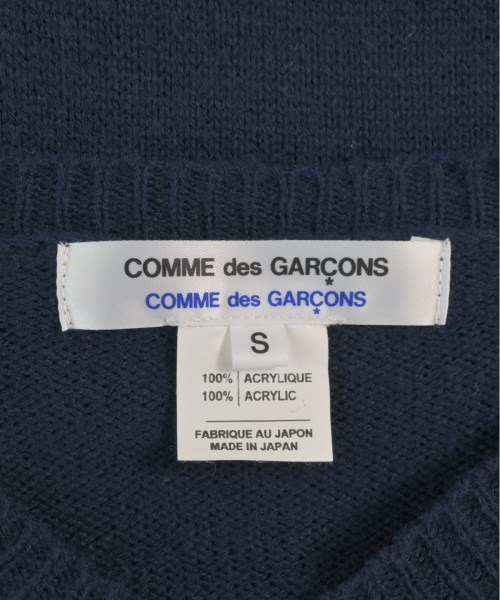 COMME des GARÇONS
COMME des GARÇONS
S
100% ACRYLIQUE
100% ACRYLIC
FABRIQUE AU JAPON
MADE IN JAPAN